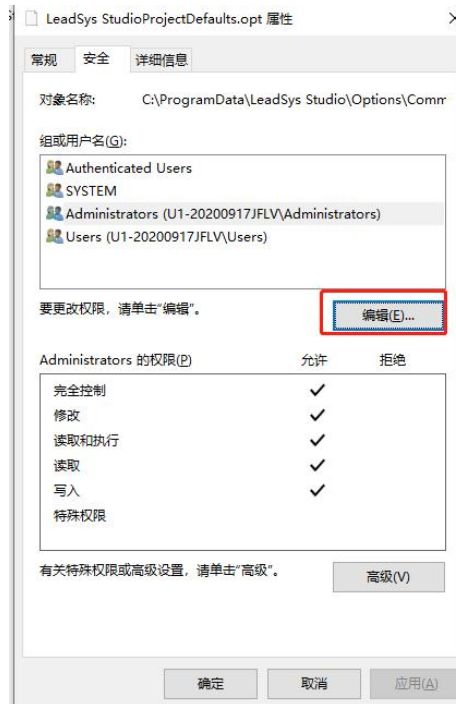 LeadSys StudioProjectDefaults.opt 属性
常规 安全 详细信息
对象名称: C:\ProgramData\LeadSys Studio\Options\Comm
组或用户名(G):
Authenticated Users
SYSTEM
Administrators (U1-20200917JFLV\Administrators)
Users (U1-20200917JFLV\Users)
要更改权限，请单击"编辑"。 编辑(E)...
Administrators 的权限(P) 允许 拒绝
完全控制
修改
读取和执行
读取
写入
特殊权限
有关特殊权限或高级设置，请单击"高级"。 高级(V)
确定 取消 应用(A)